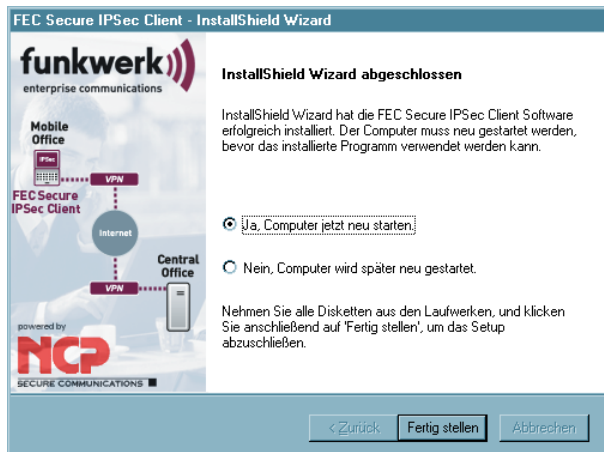 FEC Secure IPSec Client - InstallShield Wizard
funkwerk
enterprise communications
Mobile
Office
IPSec
VPN
FEC Secure
IPSec Client
Internet
Central
Office
VPN
powered by
NCP
SECURE COMMUNICATIONS
InstallShield Wizard abgeschlossen
InstallShield Wizard hat die FEC Secure IPSec Client Software
erfolgreich installiert. Der Computer muss neu gestartet werden,
bevor das installierte Programm verwendet werden kann.
Ja, Computer jetzt neu starten.
Nein, Computer wird später neu gestartet.
Nehmen Sie alle Disketten aus den Laufwerken, und klicken
Sie anschließend auf 'Fertig stellen', um das Setup
abzuschließen.
< Zurück
Fertig stellen
Abbrechen